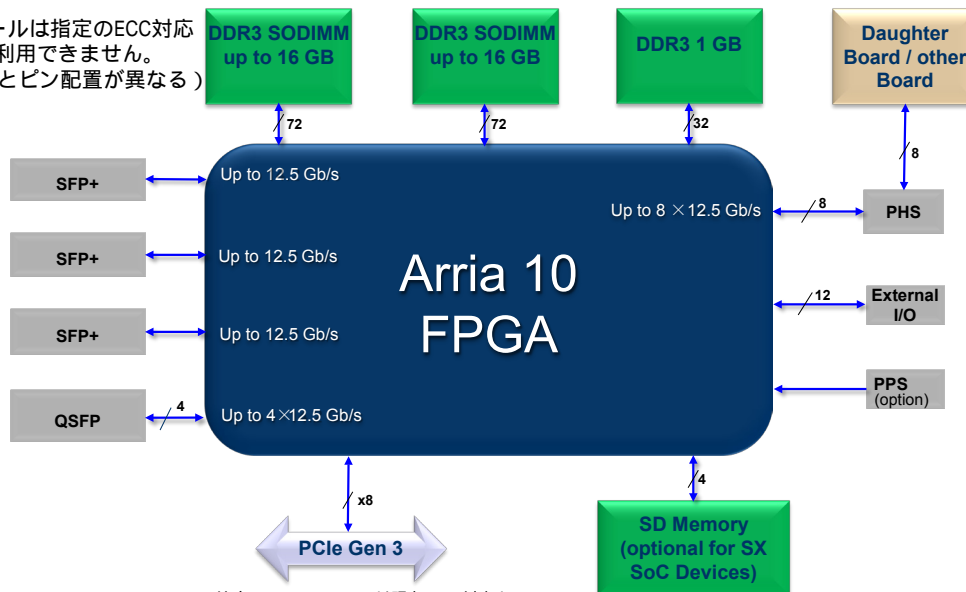 ールは指定のECC対応
利用できません。
とピン配置が異なる)
DDR3 SODIMM
up to 16 GB
DDR3 SODIMM
up to 16 GB
DDR3 1 GB
Daughter
Board / other
Board
72
72
32
8
SFP+
Up to 12.5 Gb/s
Up to 8 ×12.5 Gb/s
8
PHS
SFP+
Up to 12.5 Gb/s
Arria 10
FPGA
12
External
I/O
SFP+
Up to 12.5 Gb/s
PPS
(option)
QSFP
4
Up to 4×12.5 Gb/s
x8
4
PCIe Gen 3
SD Memory
(optional for SX
SoC Devices)